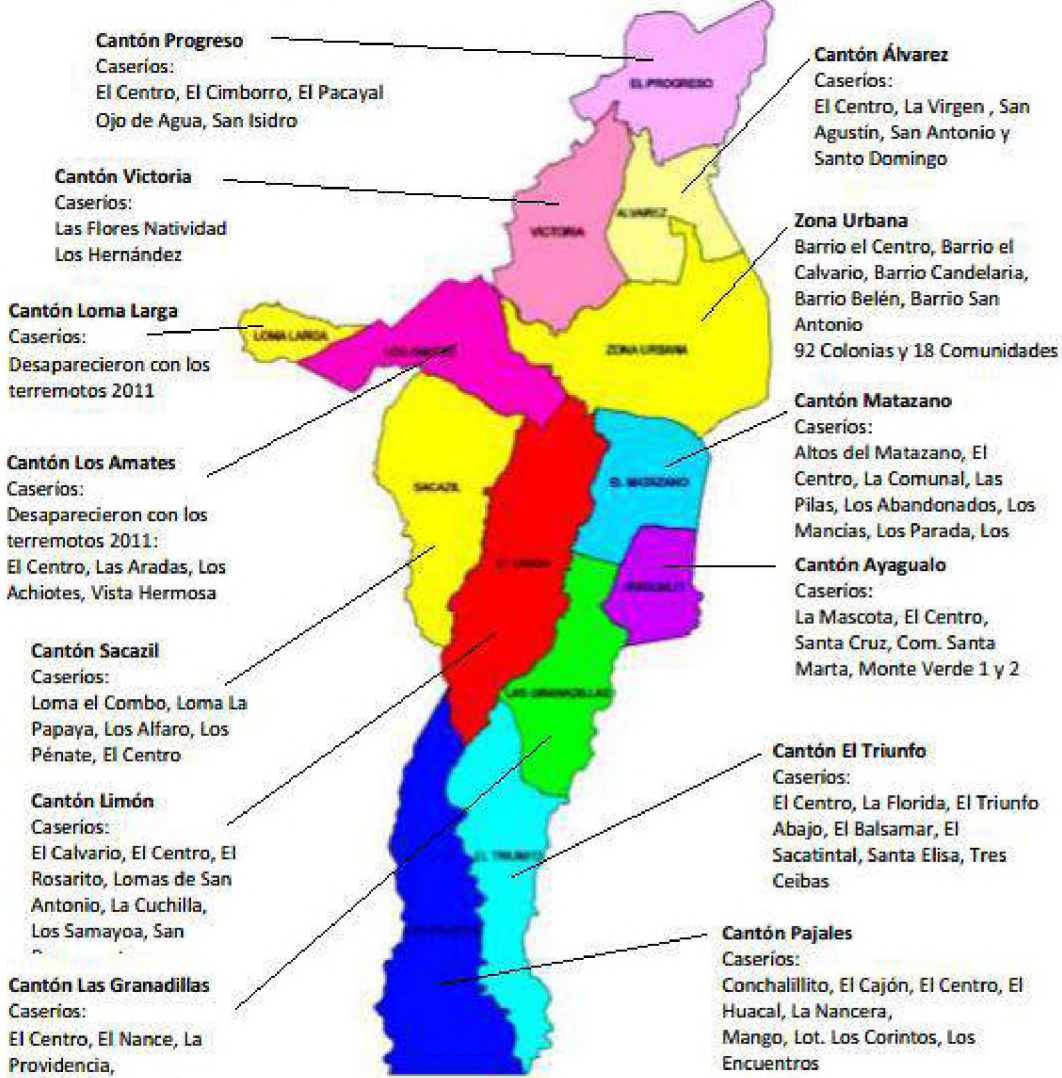 Cantón Progreso
Caseríos:
El Centro, El Cimborro, El Pacayal
Ojo de Agua, San Isidro
Cantón Victoria
Caseríos:
Las Flores Natividad
Los Hernández
Cantón Loma Larga
Caseríos:
Desaparecieron con los
terremotos 2011
Cantón Los Amates
Caseríos:
Desaparecieron con los
terremotos 2011:
El Centro, Las Aradas, Los
Achiotes, Vista Hermosa
Cantón Sacazil
Caseríos:
Loma el Combo, Loma La
Papaya, Los Alfaro, Los
Pénate, El Centro
Cantón Limón
Caseríos:
El Calvario, El Centro, El
Rosarito, Lomas de San
Antonio, La Cuchilla,
Los Samayoa, San
Cantón Las Granadillas
Caseríos:
El Centro, El Nance, La
Providencia,
EL PROGRESO
VICTORIA
ALVAREZ
LOMA LARGA
ZONA URBANA
SACAZIL
EL MATAZANO
LAS GRANADILLAS
EL TRIUNFO
Cantón Álvarez
Caseríos:
El Centro, La Virgen , San
Agustín, San Antonio y
Santo Domingo
Zona Urbana
Barrio el Centro, Barrio el
Calvario, Barrio Candelaria,
Barrio Belén, Barrio San
Antonio
92 Colonias y 18 Comunidades
Cantón Matazano
Caseríos:
Altos del Matazano, El
Centro, La Comunal, Las
Pilas, Los Abandonados, Los
Mancías, Los Parada, Los
Cantón Ayagualo
Caseríos:
La Mascota, El Centro,
Santa Cruz, Com. Santa
Marta, Monte Verde 1 y 2
Cantón El Triunfo
Caseríos:
El Centro, La Florida, El Triunfo
Abajo, El Balsamar, El
Sacatintal, Santa Elisa, Tres
Ceibas
Cantón Pajales
Caseríos:
Conchalillito, El Cajón, El Centro, El
Huacal, La Nancera,
Mango, Lot. Los Corintos, Los
Encuentros